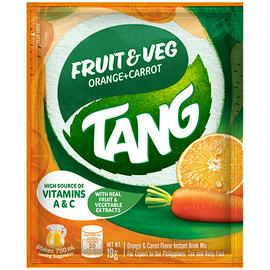 FRUIT & VEG
ORANGE+CARROT
TANG
HIGH SOURCE OF
VITAMINS
A & C
WITH REAL
FRUIT &
VEGETABLE
EXTRACTS
Makes 750 mL
NET WT.
19g
Orange & Carrot Flavor Instant Drink Mix
For Export to the Philippines, Tax and Duty Paid